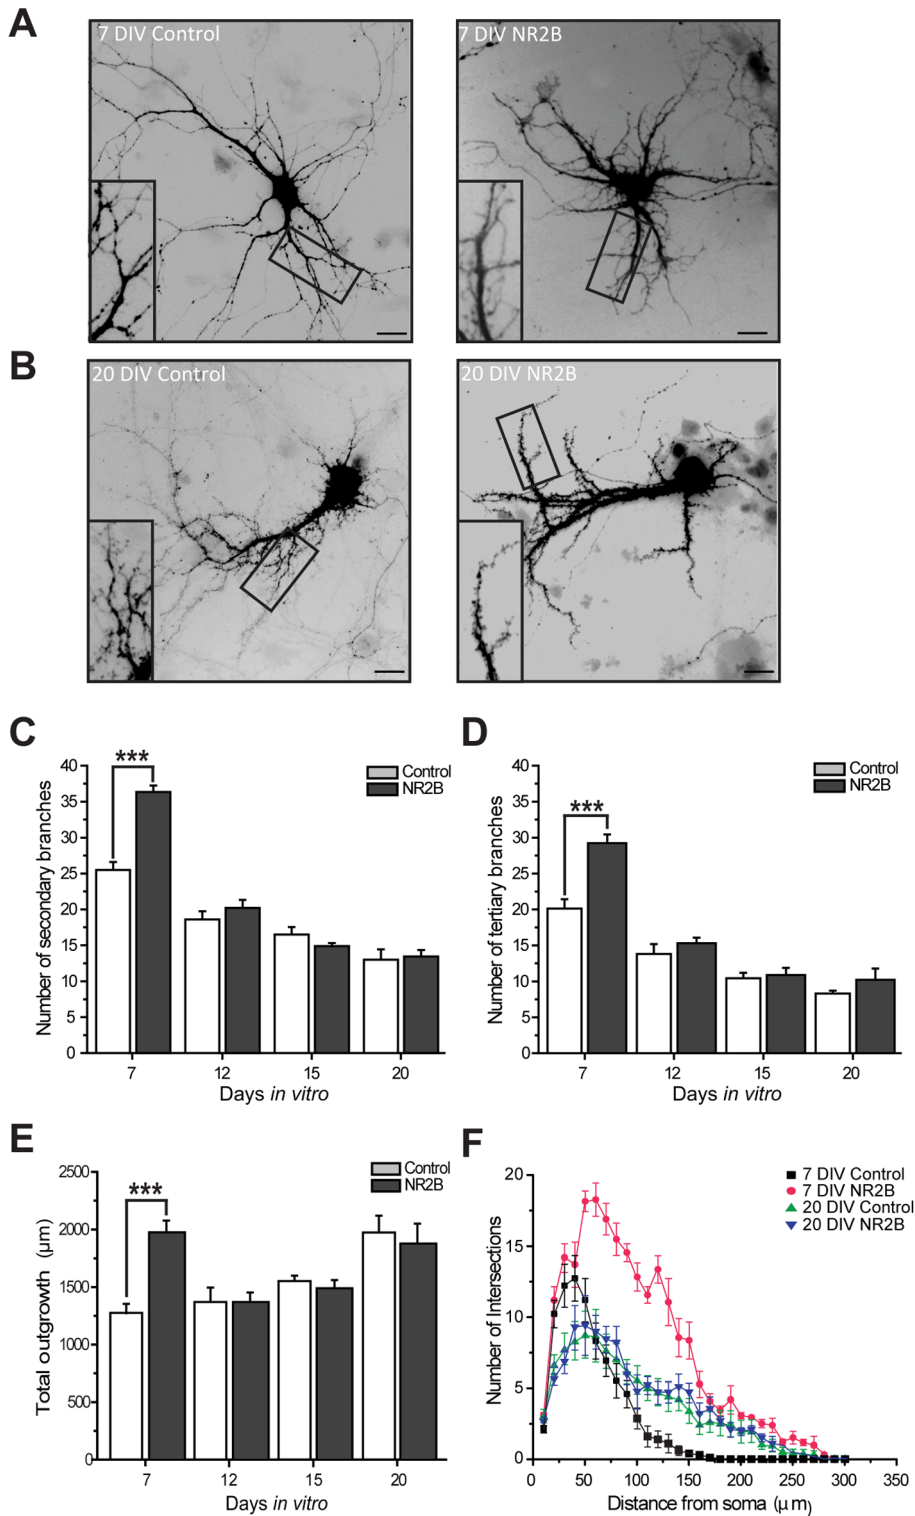 A
7 DIV Control
7 DIV NR2B
B
20 DIV Control
20 DIV NR2B
C
***
Control
NR2B
Number of secondary branches
40
35
30
25
20
15
10
5
0
7
12
15
20
Days in vitro
D
***
Control
NR2B
Number of tertiary branches
40
35
30
25
20
15
10
5
0
7
12
15
20
Days in vitro
E
***
Control
NR2B
Total outgrowth (µm)
2500
2000
1500
1000
500
0
7
12
15
20
Days in vitro
F
7 DIV Control
7 DIV NR2B
20 DIV Control
20 DIV NR2B
Number of Intersections
20
15
10
5
0
0
50
100
150
200
250
300
350
Distance from soma (µm)